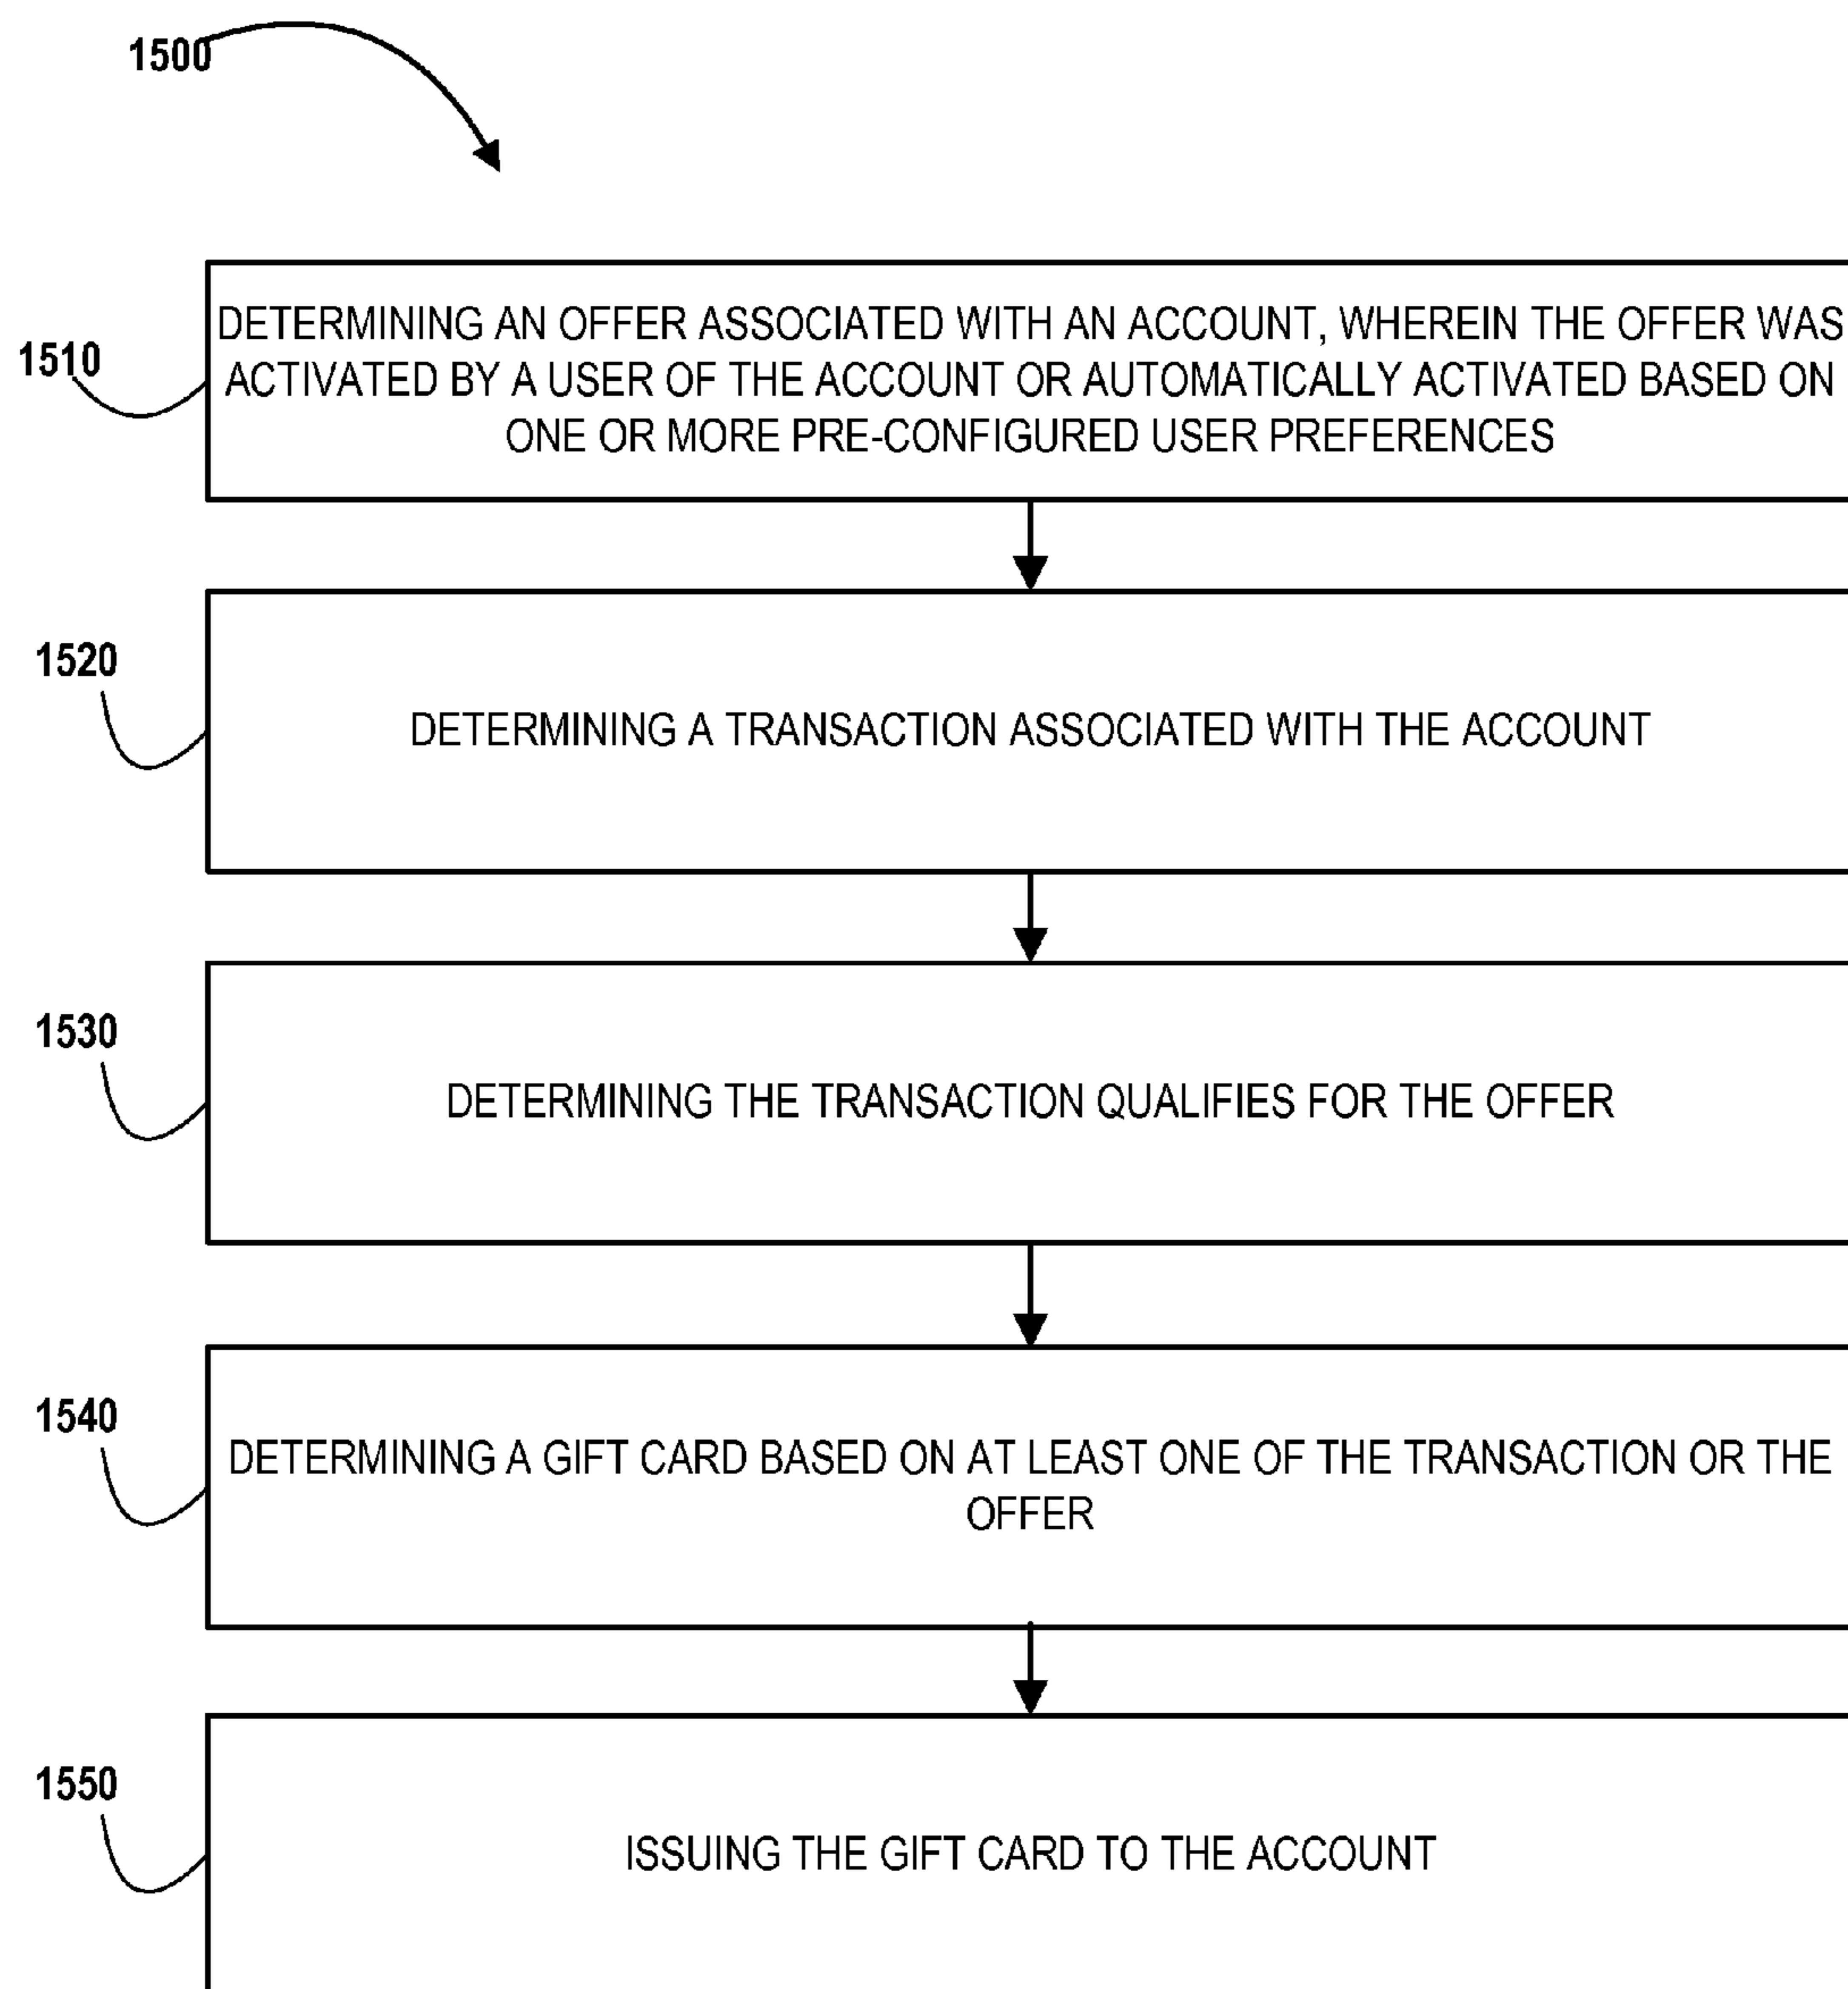 1500
1510
DETERMINING AN OFFER ASSOCIATED WITH AN ACCOUNT, WHEREIN THE OFFER WAS
ACTIVATED BY A USER OF THE ACCOUNT OR AUTOMATICALLY ACTIVATED BASED ON
ONE OR MORE PRE-CONFIGURED USER PREFERENCES
1520
DETERMINING A TRANSACTION ASSOCIATED WITH THE ACCOUNT
1530
DETERMINING THE TRANSACTION QUALIFIES FOR THE OFFER
1540
DETERMINING A GIFT CARD BASED ON AT LEAST ONE OF THE TRANSACTION OR THE
OFFER
1550
ISSUING THE GIFT CARD TO THE ACCOUNT